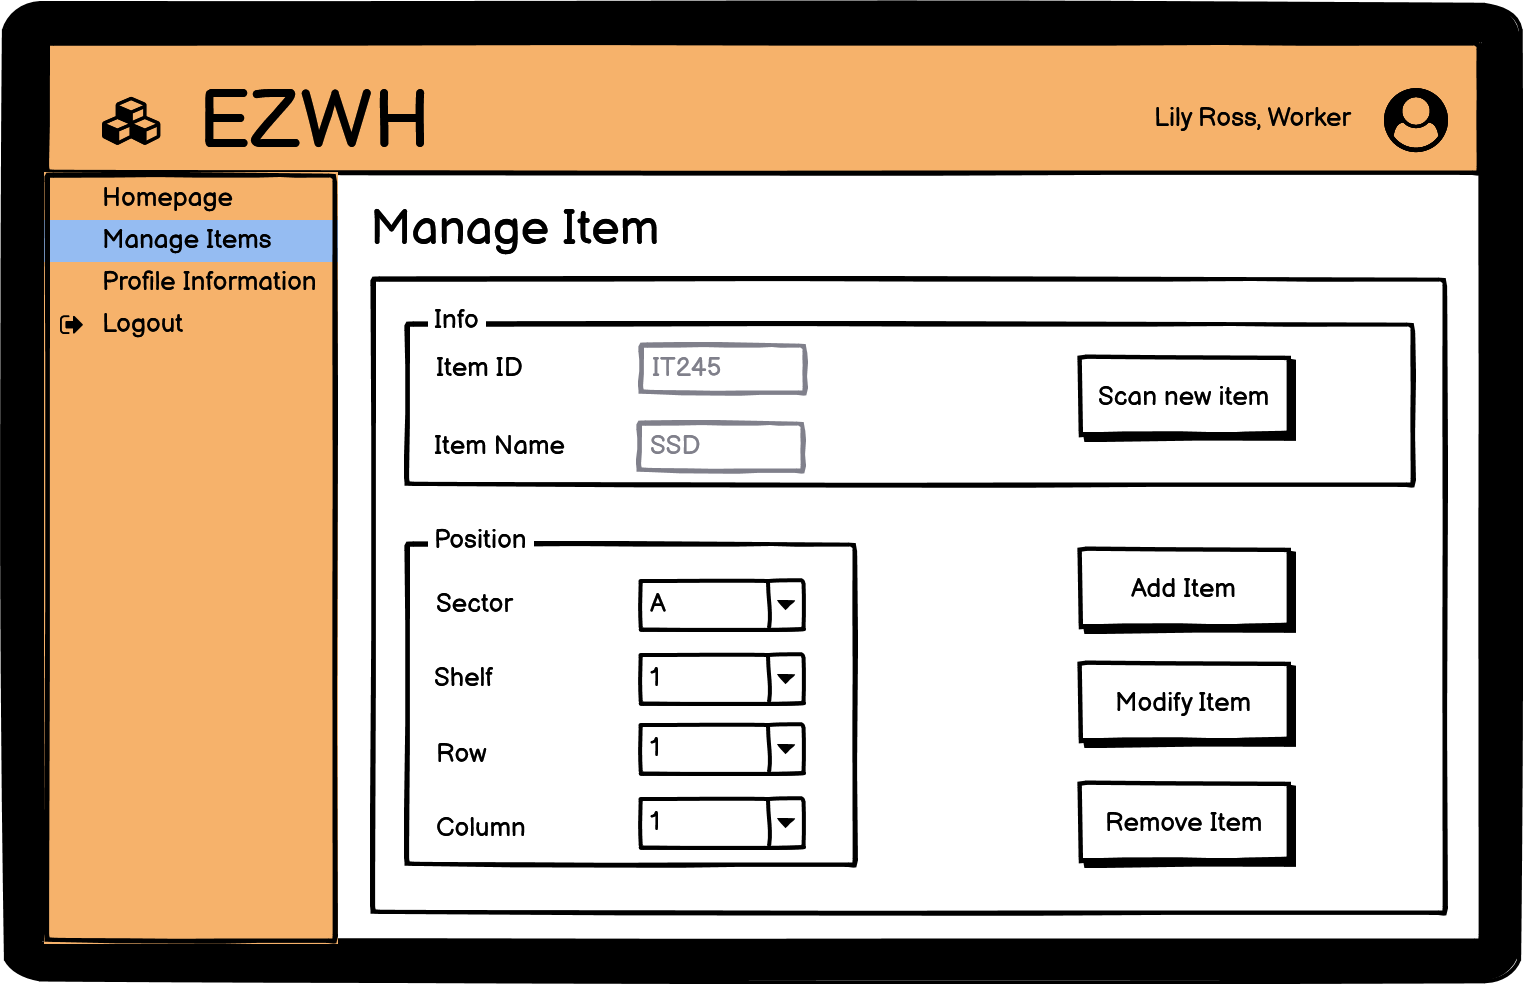 EZWH
Lily Ross, Worker
Homepage
Manage Items
Profile Information
Logout
Manage Item
Info
Item ID
IT245
Scan new item
Item Name
SSD
Position
Sector
A
Shelf
1
Row
1
Column
1
Add Item
Modify Item
Remove Item